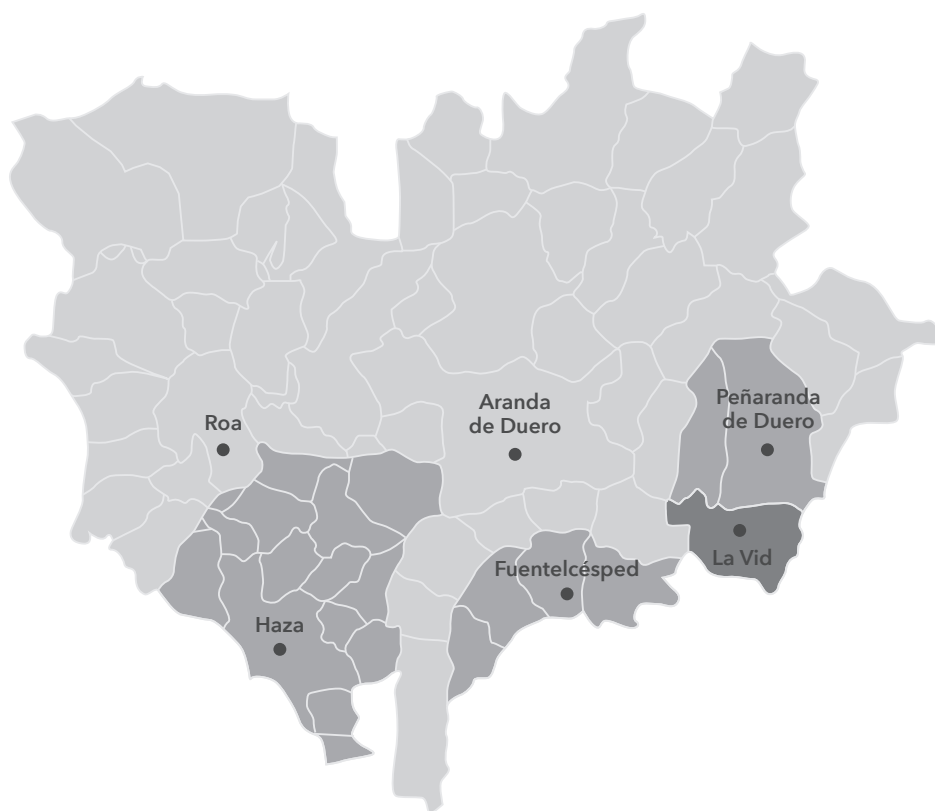 Peñaranda
de Duero
Aranda
de Duero
Roa
La Vid
Fuentelcésped
Haza